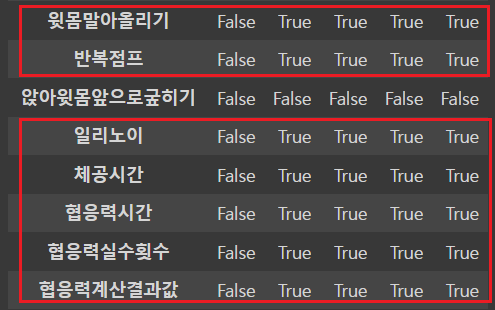 윗몸말아올리기 False True True True True
반복점프 False True True True True
앉아윗몸앞으로굽히기 False False False False False
일리노이 False True True True True
체공시간 False True True True True
협응력시간 False True True True True
협응력실수횟수 False True True True True
협응력계산결과값 False True True True True